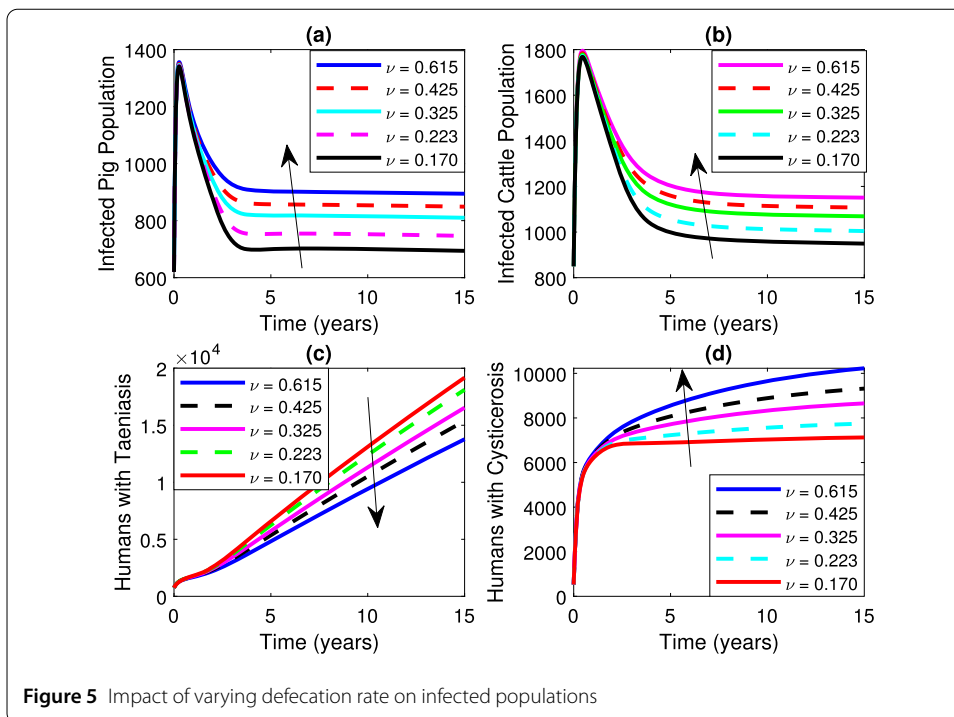 (a)
1400
1200
1000
800
600
Infected Pig Population
ν = 0.615
ν = 0.425
ν = 0.325
ν = 0.223
ν = 0.170
0 5 10 15
Time (years)
(b)
1800
1600
1400
1200
1000
800
Infected Cattle Population
ν = 0.615
ν = 0.425
ν = 0.325
ν = 0.223
ν = 0.170
0 5 10 15
Time (years)
(c)
×10⁴
2
1.5
1
0.5
0
Humans with Taeniasis
ν = 0.615
ν = 0.425
ν = 0.325
ν = 0.223
ν = 0.170
0 5 10 15
Time (years)
(d)
10000
8000
6000
4000
2000
0
Humans with Cysticerosis
ν = 0.615
ν = 0.425
ν = 0.325
ν = 0.223
ν = 0.170
0 5 10 15
Time (years)
Figure 5 Impact of varying defecation rate on infected populations